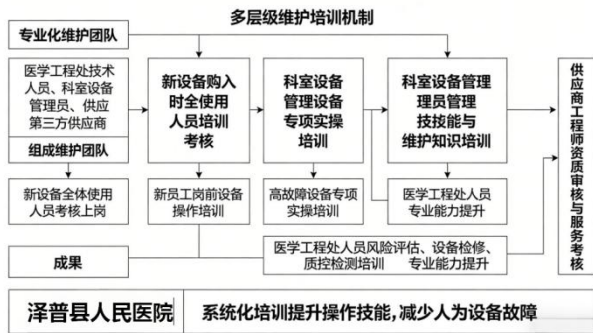 多层级维护培训机制
专业化维护团队
医学工程处技术
人员、科室设备
管理员、供应
第三方供应商
组成维护团队
新设备购入
时全使用
人员培训
考核
科室设备
管理设备
专项实操
培训
科室设备管理
理员管理
技技能与
维护知识培训
供应商工程师资质审核与服务考核
新设备全体使用
人员考核上岗
新员工岗前设备
操作培训
高故障设备专项
实操培训
医学工程处人员
专业能力提升
成果
医学工程处人员风险评估、设备检修、
质控检测培训 专业能力提升
泽普县人民医院
系统化培训提升操作技能,减少人为设备故障